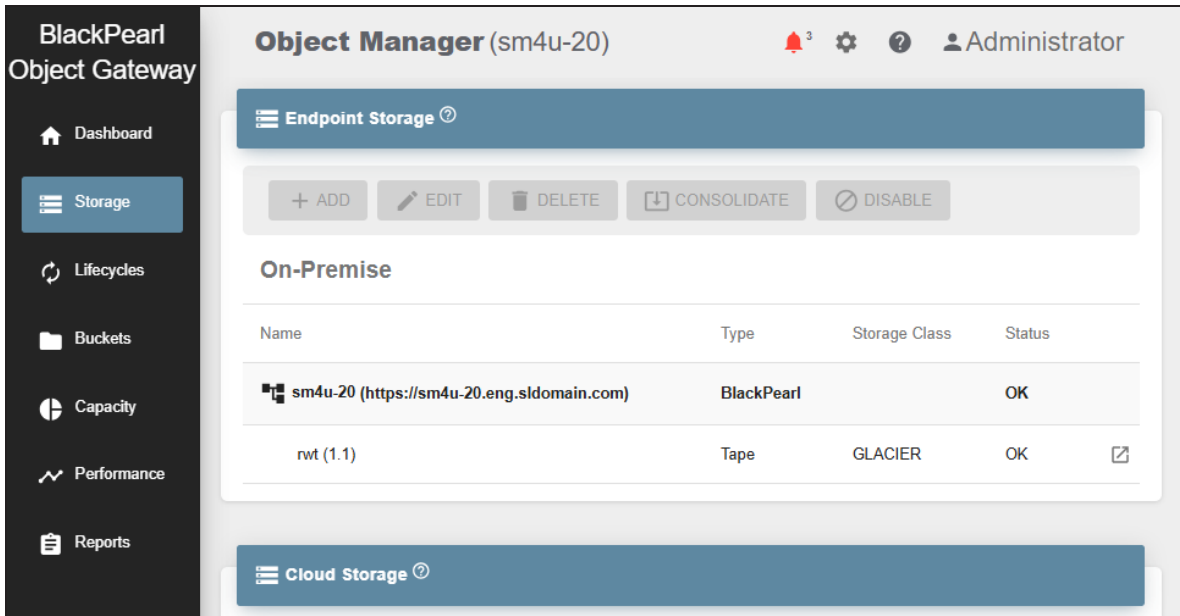 BlackPearl
Object Gateway
Dashboard
Storage
Lifecycles
Buckets
Capacity
Performance
Reports
Object Manager (sm4u-20)
3
Administrator
Endpoint Storage
+ ADD
EDIT
DELETE
CONSOLIDATE
DISABLE
On-Premise
Name Type Storage Class Status
sm4u-20 (https://sm4u-20.eng.sldomain.com) BlackPearl OK
rwt (1.1) Tape GLACIER OK
Cloud Storage